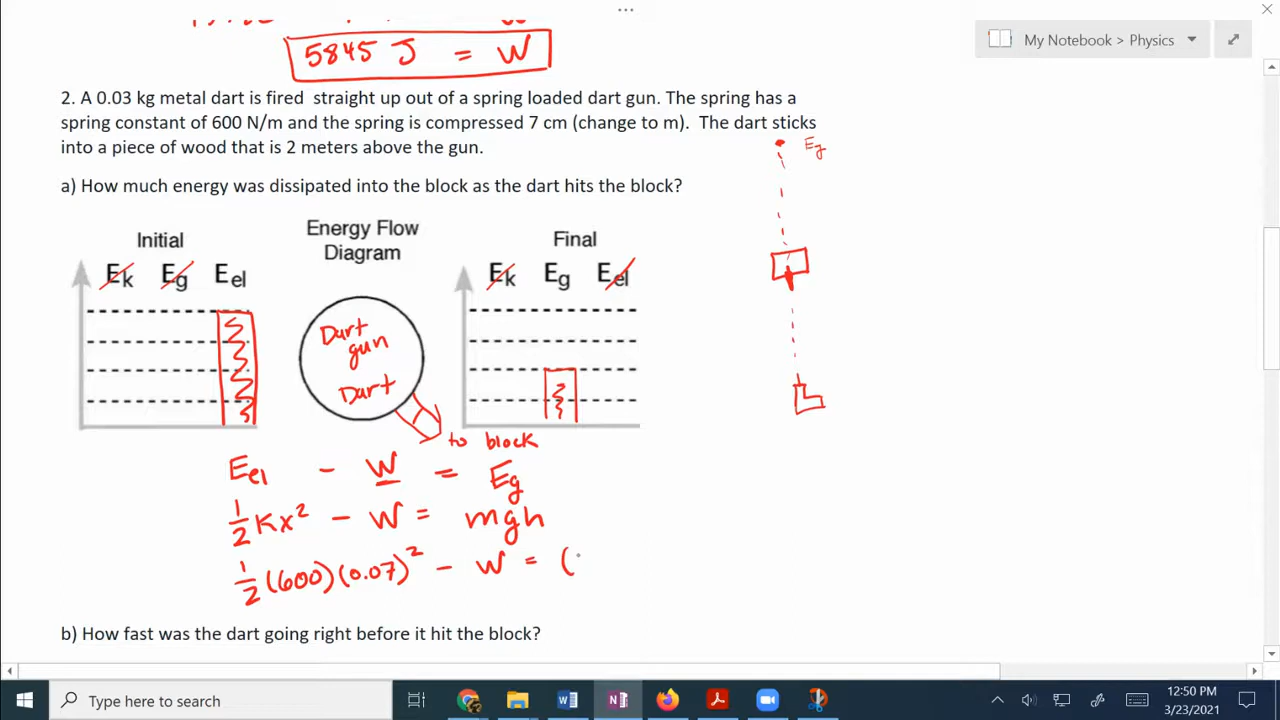 5845 J = W
My Notebook > Physics
2. A 0.03 kg metal dart is fired straight up out of a spring loaded dart gun. The spring has a
spring constant of 600 N/m and the spring is compressed 7 cm (change to m). The dart sticks
into a piece of wood that is 2 meters above the gun.
Eg
a) How much energy was dissipated into the block as the dart hits the block?
Initial
Ek Eg Eel
Energy Flow
Diagram
Dart
gun
Dart
Final
Ek Eg Eel
to block
Eel - W = Eg
1/2 Kx² - W = mgh
1/2 (600)(0.07)² - W = (
b) How fast was the dart going right before it hit the block?
Type here to search
12:50 PM
3/23/2021